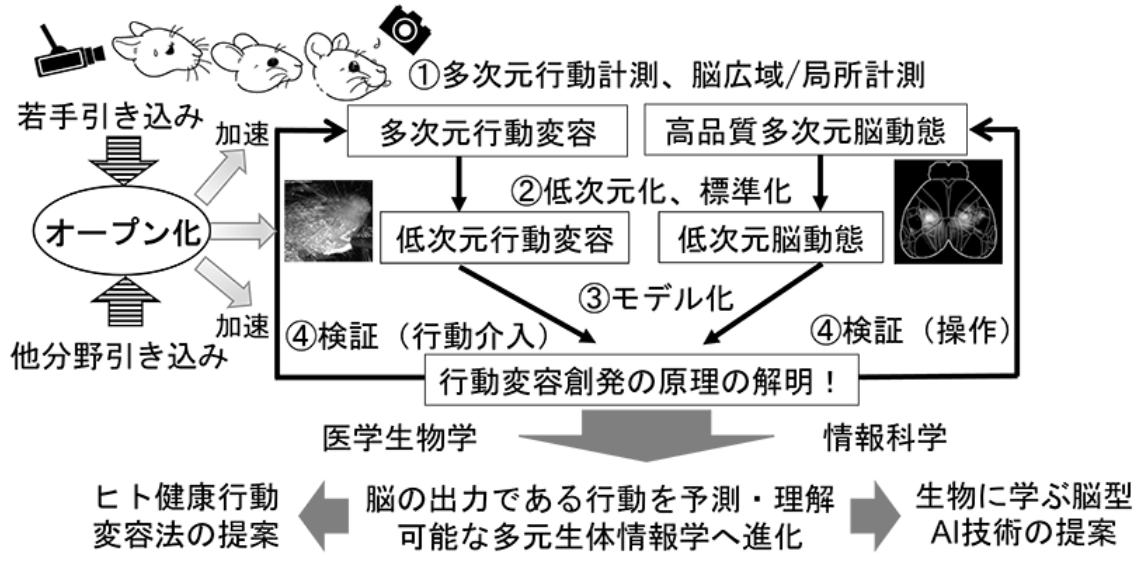 ①多次元行動計測、脳広域/局所計測
若手引き込み
加速
多次元行動変容
高品質多次元脳動態
②低次元化、標準化
オープン化
低次元行動変容
低次元脳動態
③モデル化
加速
他分野引き込み
④検証（行動介入）
④検証（操作）
行動変容創発の原理の解明！
医学生物学
情報科学
ヒト健康行動
変容法の提案
脳の出力である行動を予測・理解
可能な多元生体情報学へ進化
生物に学ぶ脳型
AI技術の提案